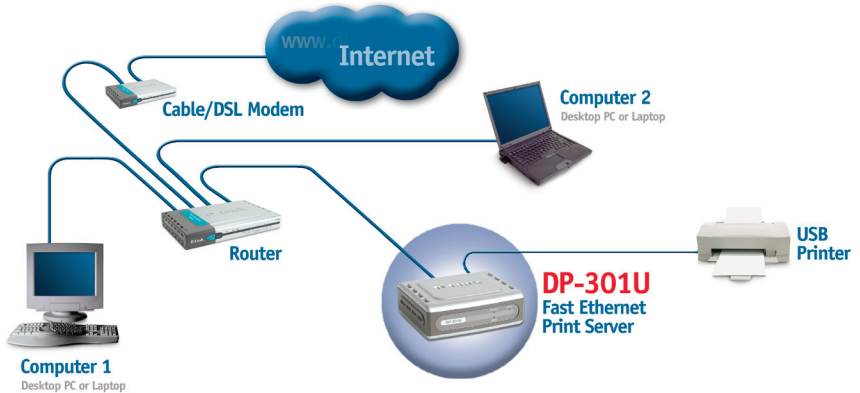 www.d
Internet
Cable/DSL Modem
Computer 2
Desktop PC or Laptop
Router
USB
Printer
DP-301U
Fast Ethernet
Print Server
Computer 1
Desktop PC or Laptop